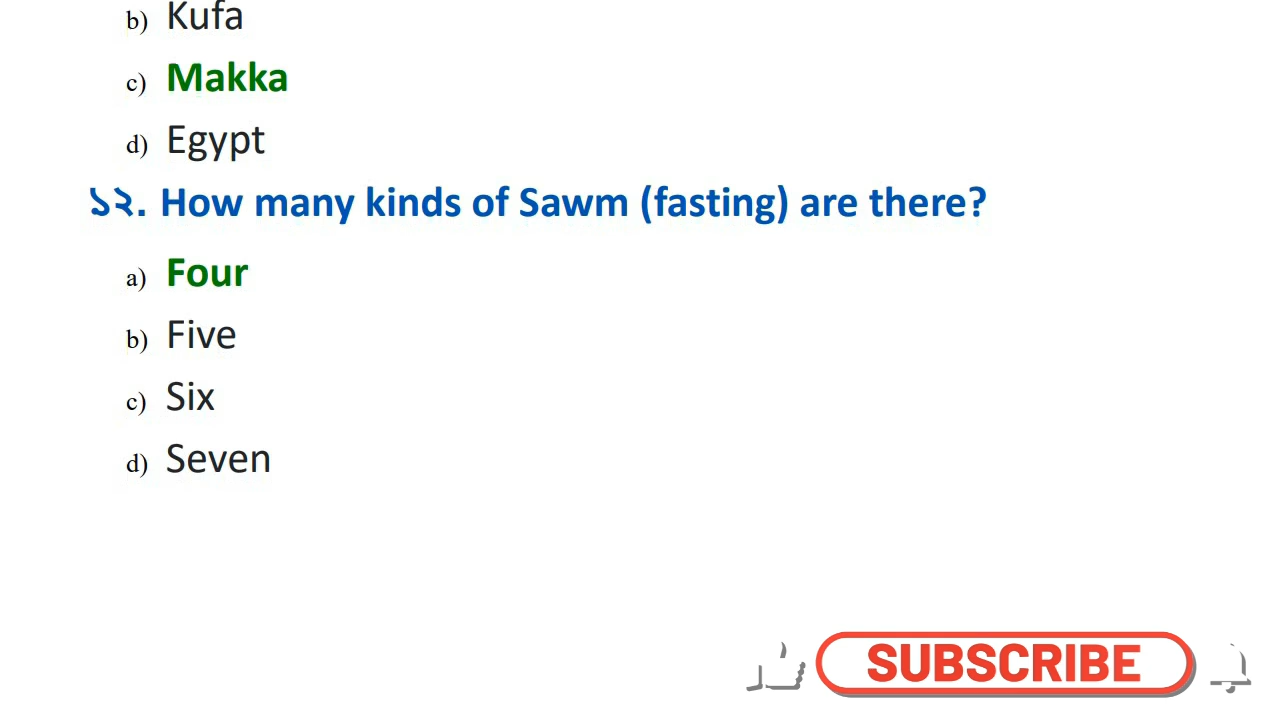 b) Kufa
c) Makka
d) Egypt
১২. How many kinds of Sawm (fasting) are there?
a) Four
b) Five
c) Six
d) Seven
SUBSCRIBE